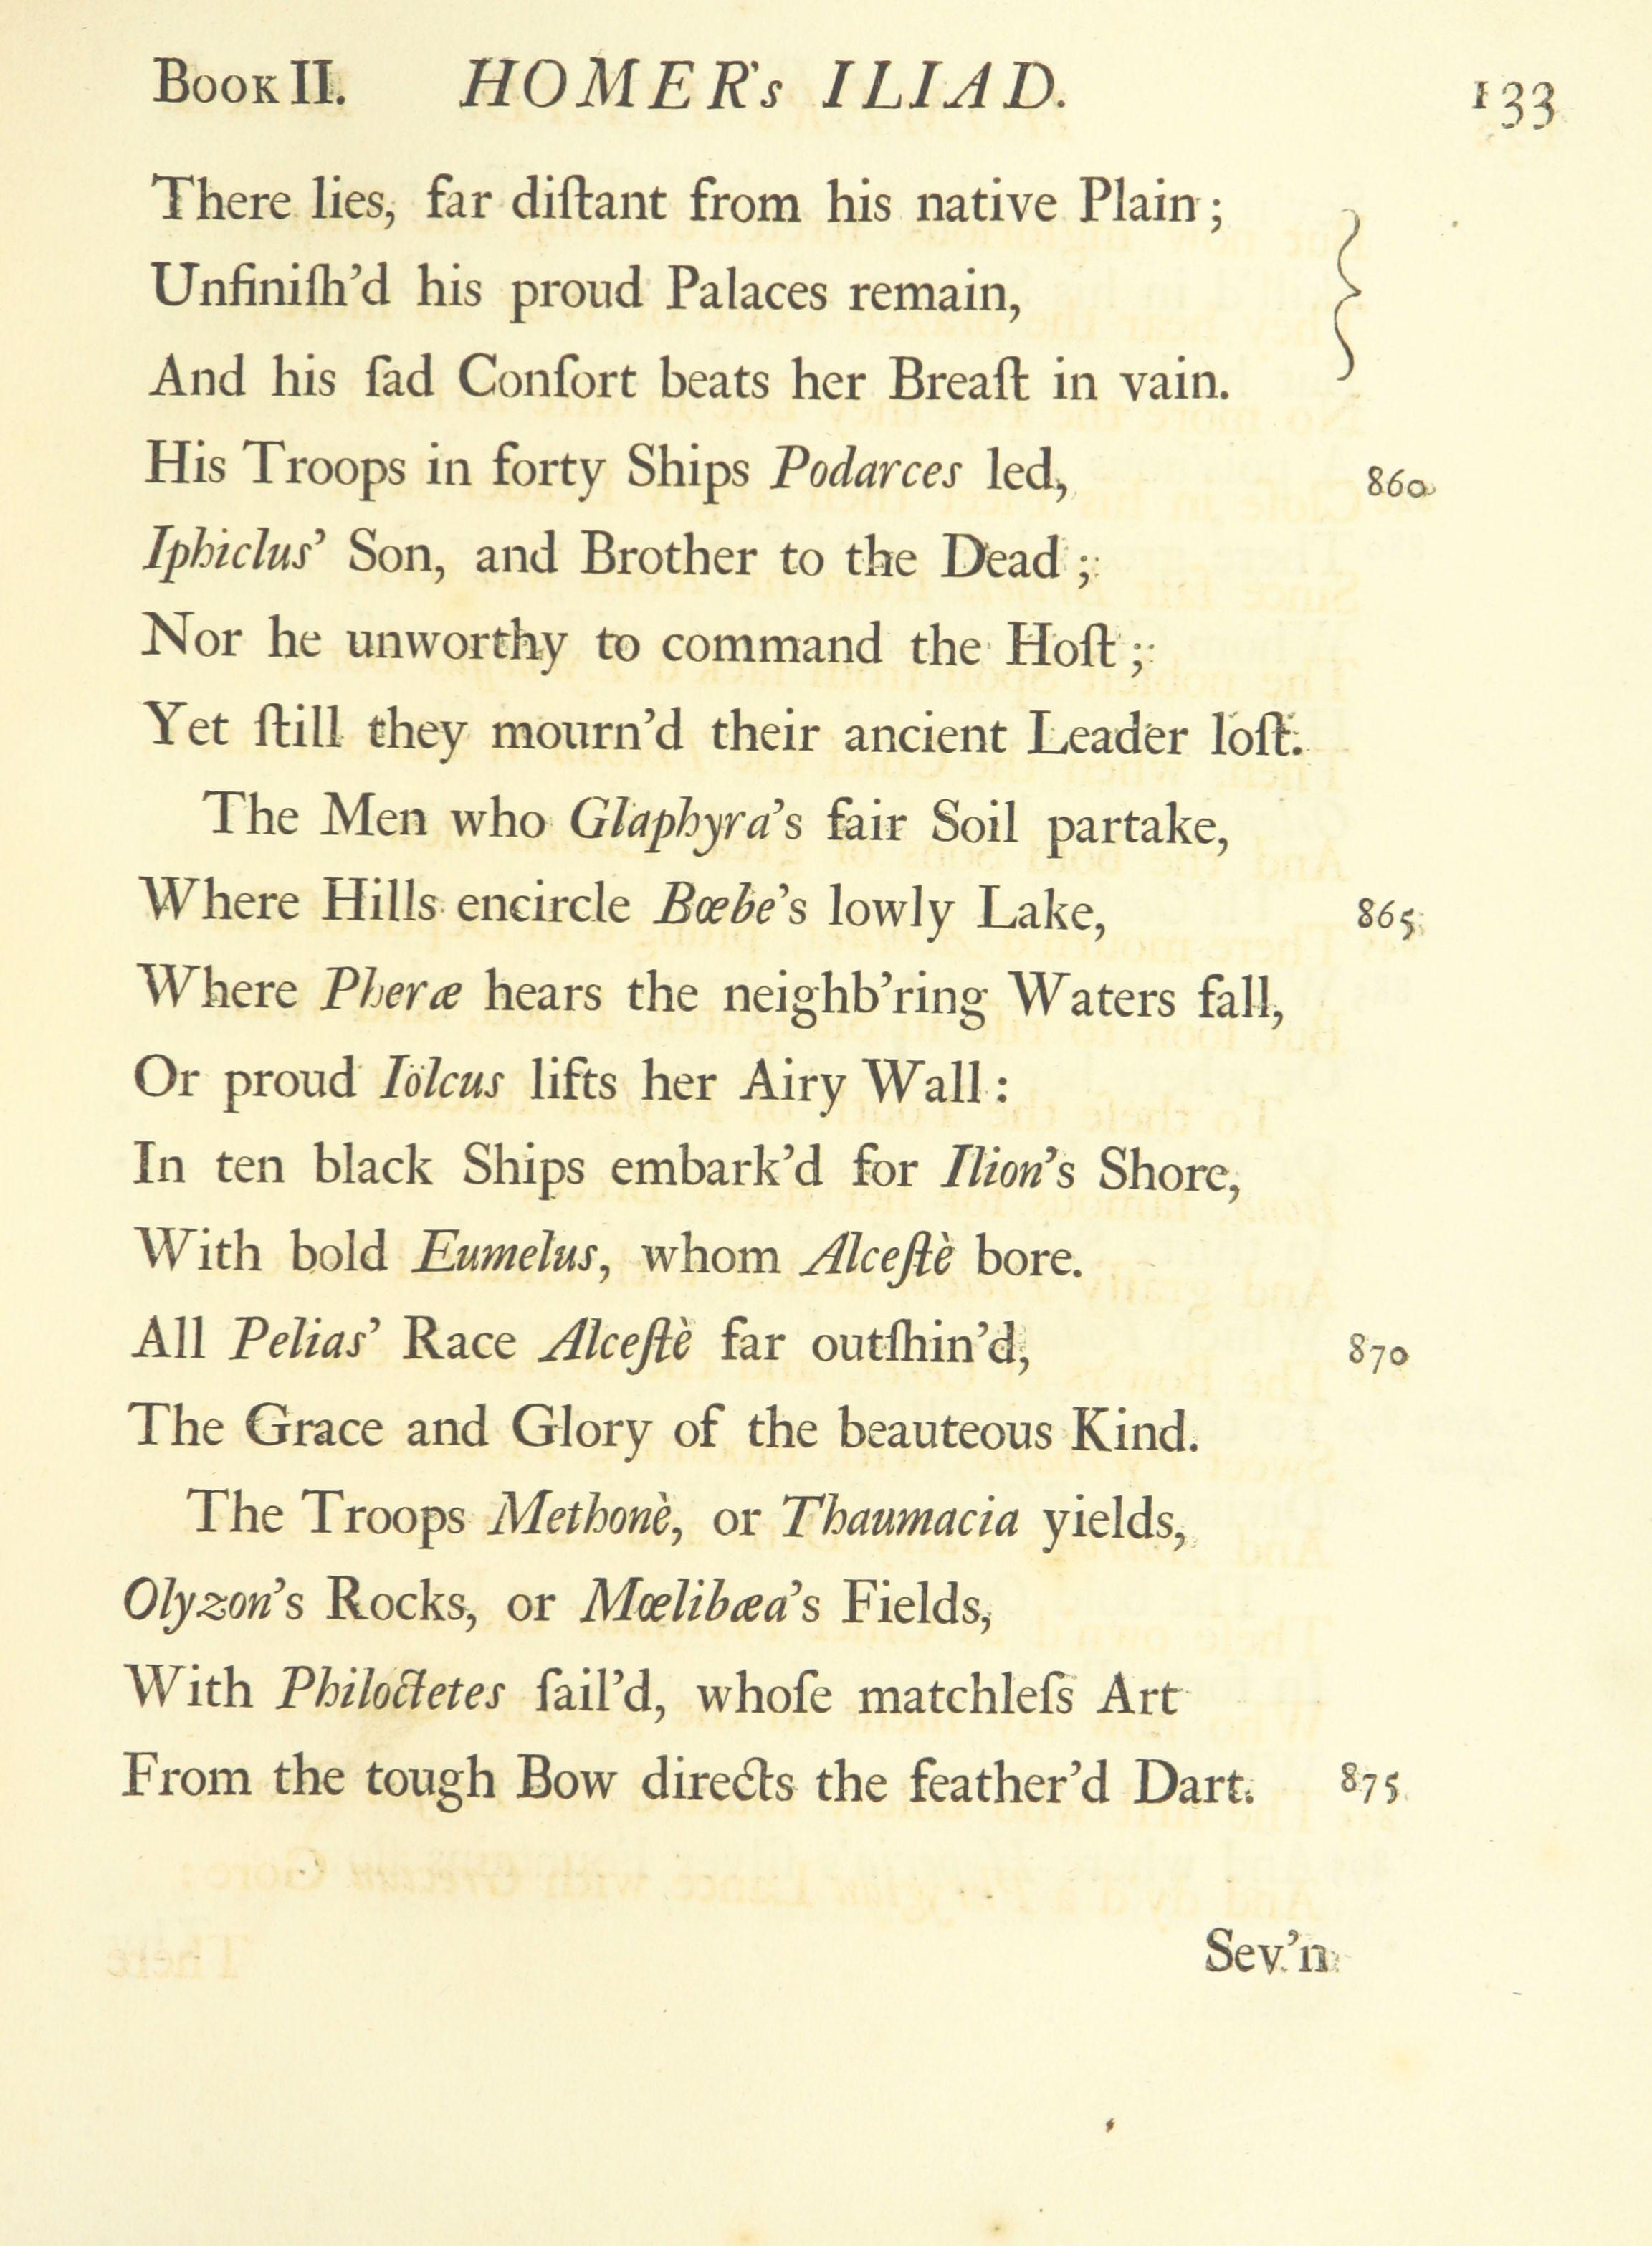 Book II. HOMER's ILIAD. 133
There lies, far diſtant from his native Plain;
Unfiniſh'd his proud Palaces remain,
And his ſad Conſort beats her Breaſt in vain.
His Troops in forty Ships Podarces led, 860
Iphiclus' Son, and Brother to the Dead;
Nor he unworthy to command the Hoſt;
Yet ſtill they mourn'd their ancient Leader loſt.
The Men who Glaphyra's fair Soil partake,
Where Hills encircle Bœbe's lowly Lake, 865
Where Pheræ hears the neighb'ring Waters fall,
Or proud Iölcus lifts her Airy Wall:
In ten black Ships embark'd for Ilion's Shore,
With bold Eumelus, whom Alceſtè bore.
All Pelias' Race Alceſtè far outſhin'd, 870
The Grace and Glory of the beauteous Kind.
The Troops Methonè, or Thaumacia yields,
Olyzon's Rocks, or Mœlibæa's Fields,
With Philoctetes ſail'd, whoſe matchleſs Art
From the tough Bow directs the feather'd Dart. 875
Sev'n